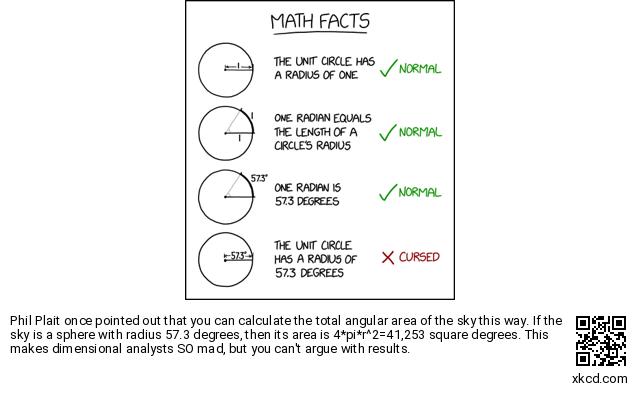 MATH FACTS
1
THE UNIT CIRCLE HAS
A RADIUS OF ONE
NORMAL
1
1
ONE RADIAN EQUALS
THE LENGTH OF A
CIRCLE'S RADIUS
NORMAL
57.3°
ONE RADIAN IS
57.3 DEGREES
NORMAL
57.3°
THE UNIT CIRCLE
HAS A RADIUS OF
57.3 DEGREES
CURSED
Phil Plait once pointed out that you can calculate the total angular area of the sky this way. If the
sky is a sphere with radius 57.3 degrees, then its area is 4*pi*r^2=41,253 square degrees. This
makes dimensional analysts SO mad, but you can't argue with results.
xkcd.com